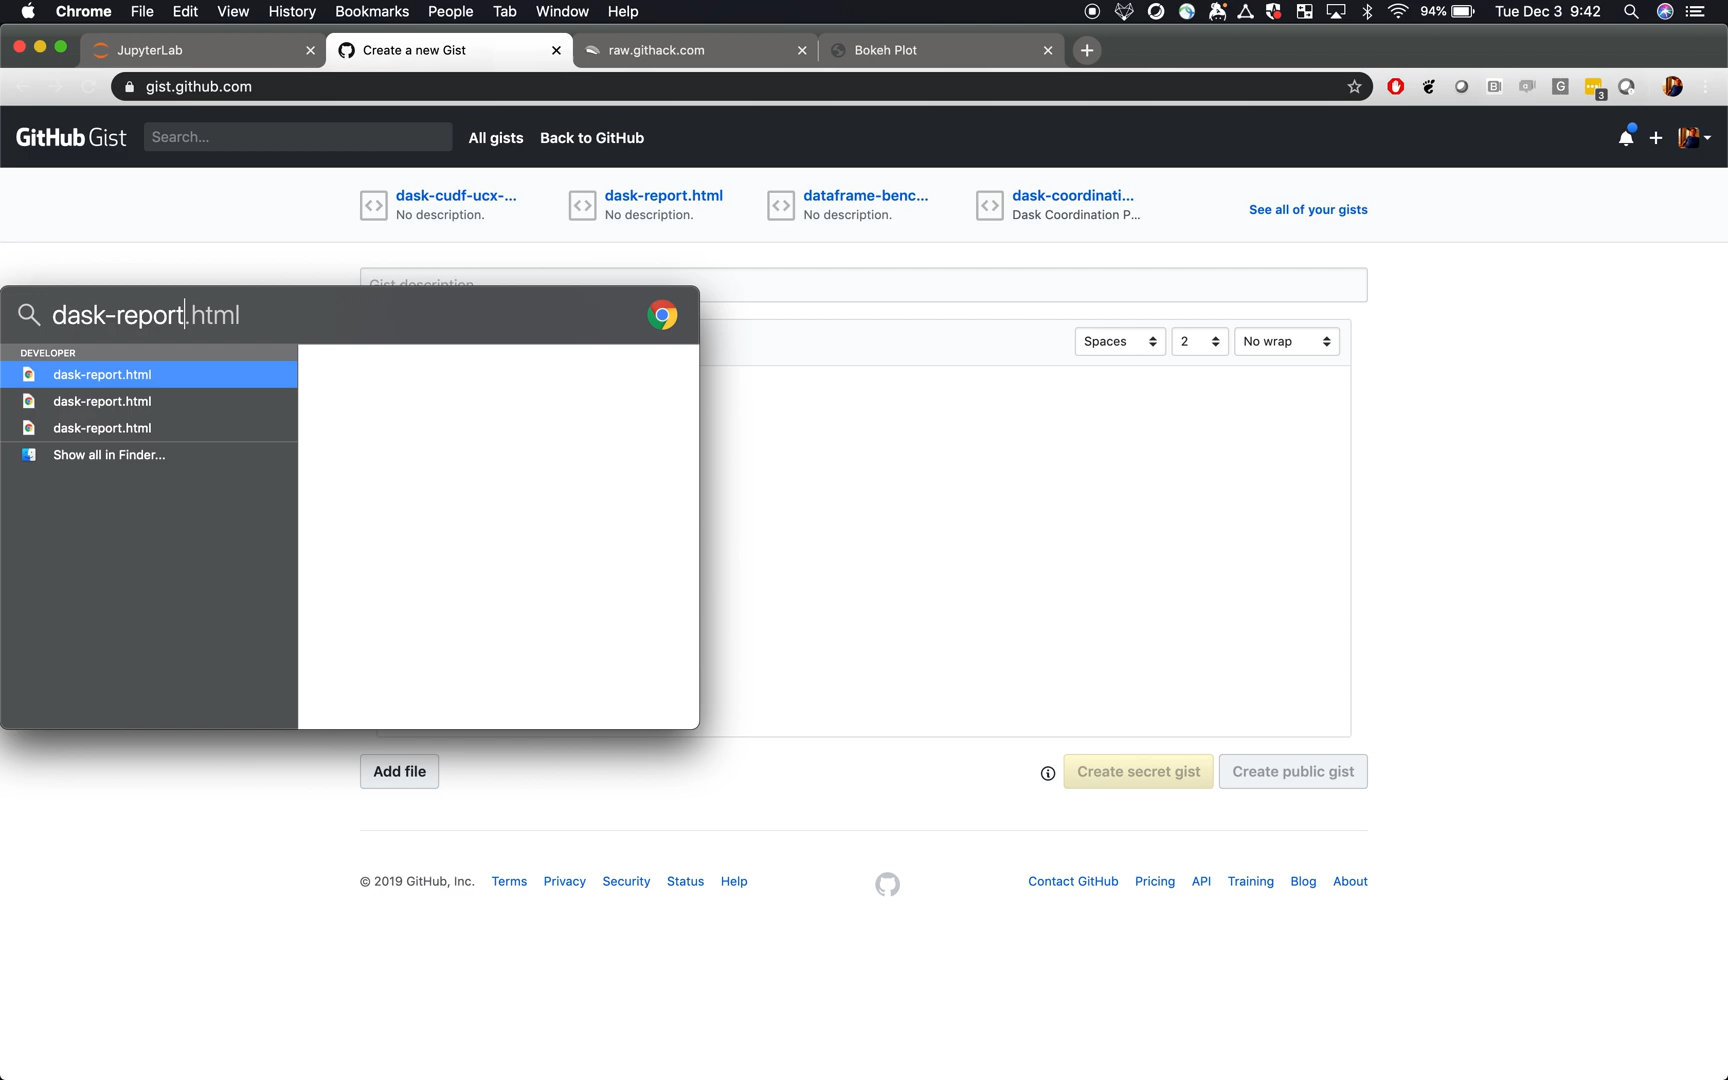 Chrome File Edit View History Bookmarks People Tab Window Help 94% Tue Dec 3 9:42
JupyterLab Create a new Gist raw.githack.com Bokeh Plot
gist.github.com
3
GitHub Gist Search... All gists Back to GitHub
dask-cudf-ucx-... dask-report.html dataframe-benc... dask-coordinati...
No description. No description. No description. Dask Coordination P...
See all of your gists
Gist description
dask-report.html
Spaces 2 No wrap
DEVELOPER
dask-report.html
dask-report.html
dask-report.html
Show all in Finder...
Add file Create secret gist Create public gist
© 2019 GitHub, Inc. Terms Privacy Security Status Help Contact GitHub Pricing API Training Blog About